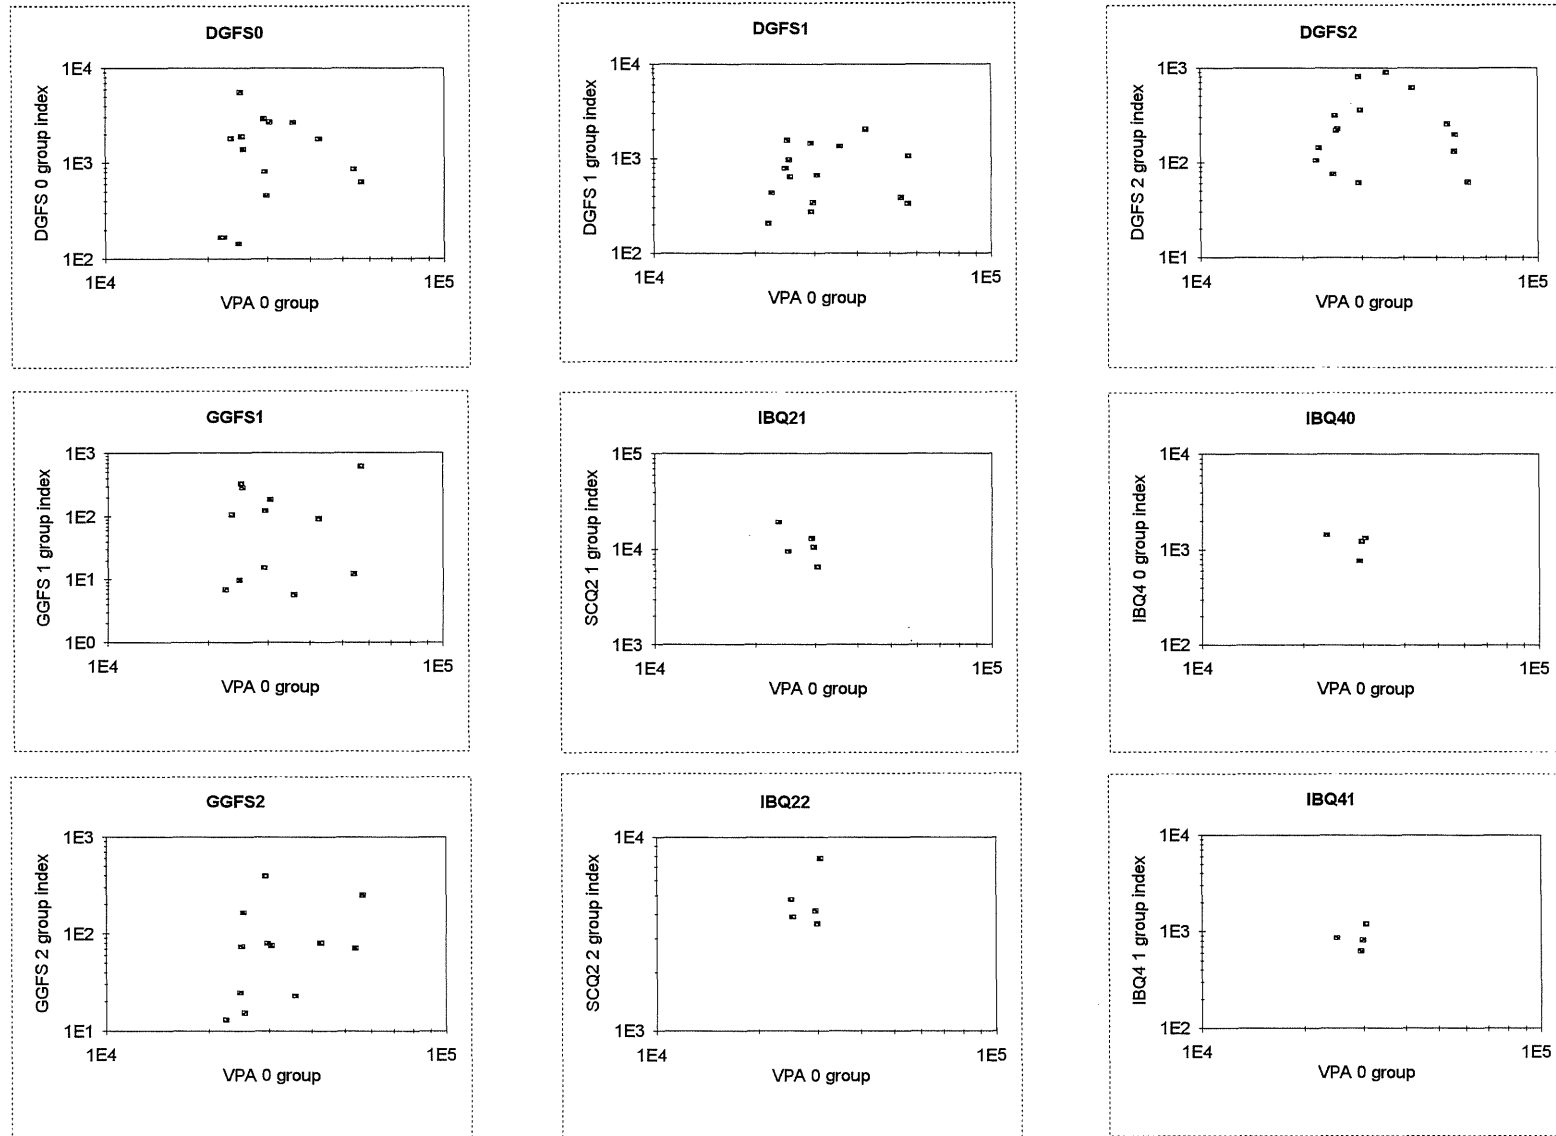 DGFS0
1E4
1E3
1E2
DGFS 0 group index
1E4
1E5
VPA 0 group
DGFS1
1E4
1E3
1E2
DGFS 1 group index
1E4
1E5
VPA 0 group
DGFS2
1E3
1E2
1E1
DGFS 2 group index
1E4
1E5
VPA 0 group
GGFS1
1E3
1E2
1E1
1E0
GGFS 1 group index
1E4
1E5
VPA 0 group
IBQ21
1E5
1E4
1E3
SCQ2 1 group index
1E4
1E5
VPA 0 group
IBQ40
1E4
1E3
1E2
IBQ4 0 group index
1E4
1E5
VPA 0 group
GGFS2
1E3
1E2
1E1
GGFS 2 group index
1E4
1E5
VPA 0 group
IBQ22
1E4
1E3
SCQ2 2 group index
1E4
1E5
VPA 0 group
IBQ41
1E4
1E3
1E2
IBQ4 1 group index
1E4
1E5
VPA 0 group